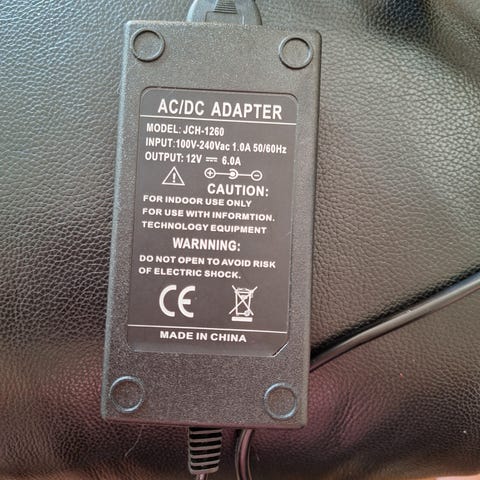 AC/DC ADAPTER
MODEL: JCH-1260
INPUT:100V-240Vac 1.0A 50/60Hz
OUTPUT: 12V ⎓ 6.0A
CAUTION:
FOR INDOOR USE ONLY
FOR USE WITH INFORMTION.
TECHNOLOGY EQUIPMENT
WARNNING:
DO NOT OPEN TO AVOID RISK
OF ELECTRIC SHOCK.
CE
MADE IN CHINA